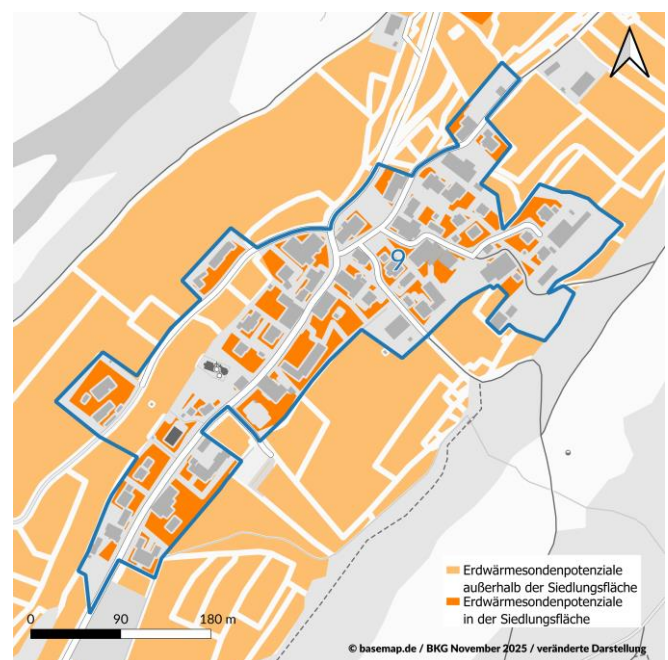 9
Erdwärmesondenpotenziale
außerhalb der Siedlungsfläche
Erdwärmesondenpotenziale
in der Siedlungsfläche
0 90 180 m
© basemap.de / BKG November 2025 / veränderte Darstellung